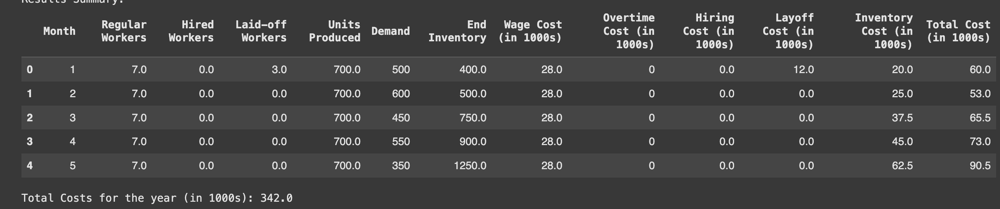 Results Summary:
Month Regular Workers Hired Workers Laid-off Workers Units Produced Demand End Inventory Wage Cost (in 1000s) Overtime Cost (in 1000s) Hiring Cost (in 1000s) Layoff Cost (in 1000s) Inventory Cost (in 1000s) Total Cost (in 1000s)
0 1 7.0 0.0 3.0 700.0 500 400.0 28.0 0 0.0 12.0 20.0 60.0
1 2 7.0 0.0 0.0 700.0 600 500.0 28.0 0 0.0 0.0 25.0 53.0
2 3 7.0 0.0 0.0 700.0 450 750.0 28.0 0 0.0 0.0 37.5 65.5
3 4 7.0 0.0 0.0 700.0 550 900.0 28.0 0 0.0 0.0 45.0 73.0
4 5 7.0 0.0 0.0 700.0 350 1250.0 28.0 0 0.0 0.0 62.5 90.5
Total Costs for the year (in 1000s): 342.0